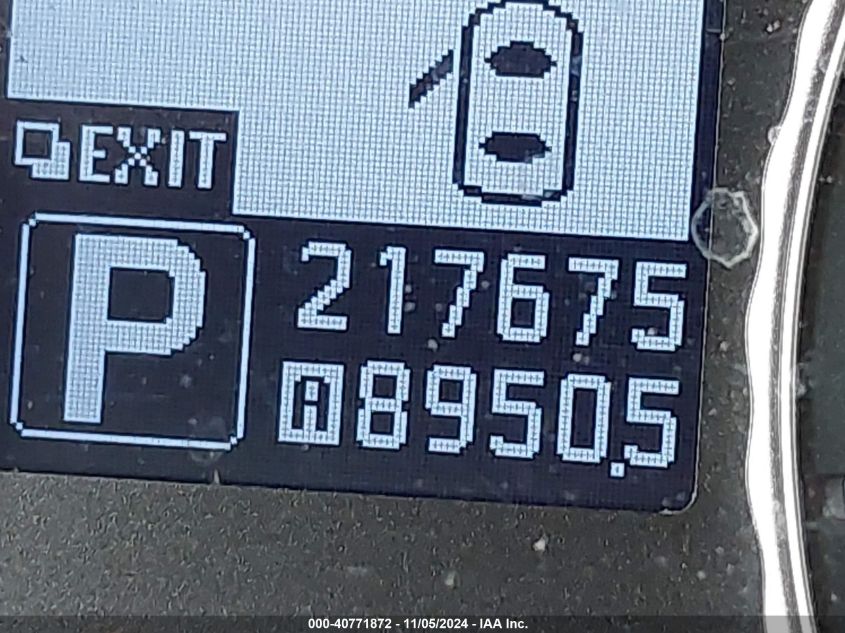 EXIT
P
217675
A 8950.5
000-40771872 - 11/05/2024 - IAA Inc.